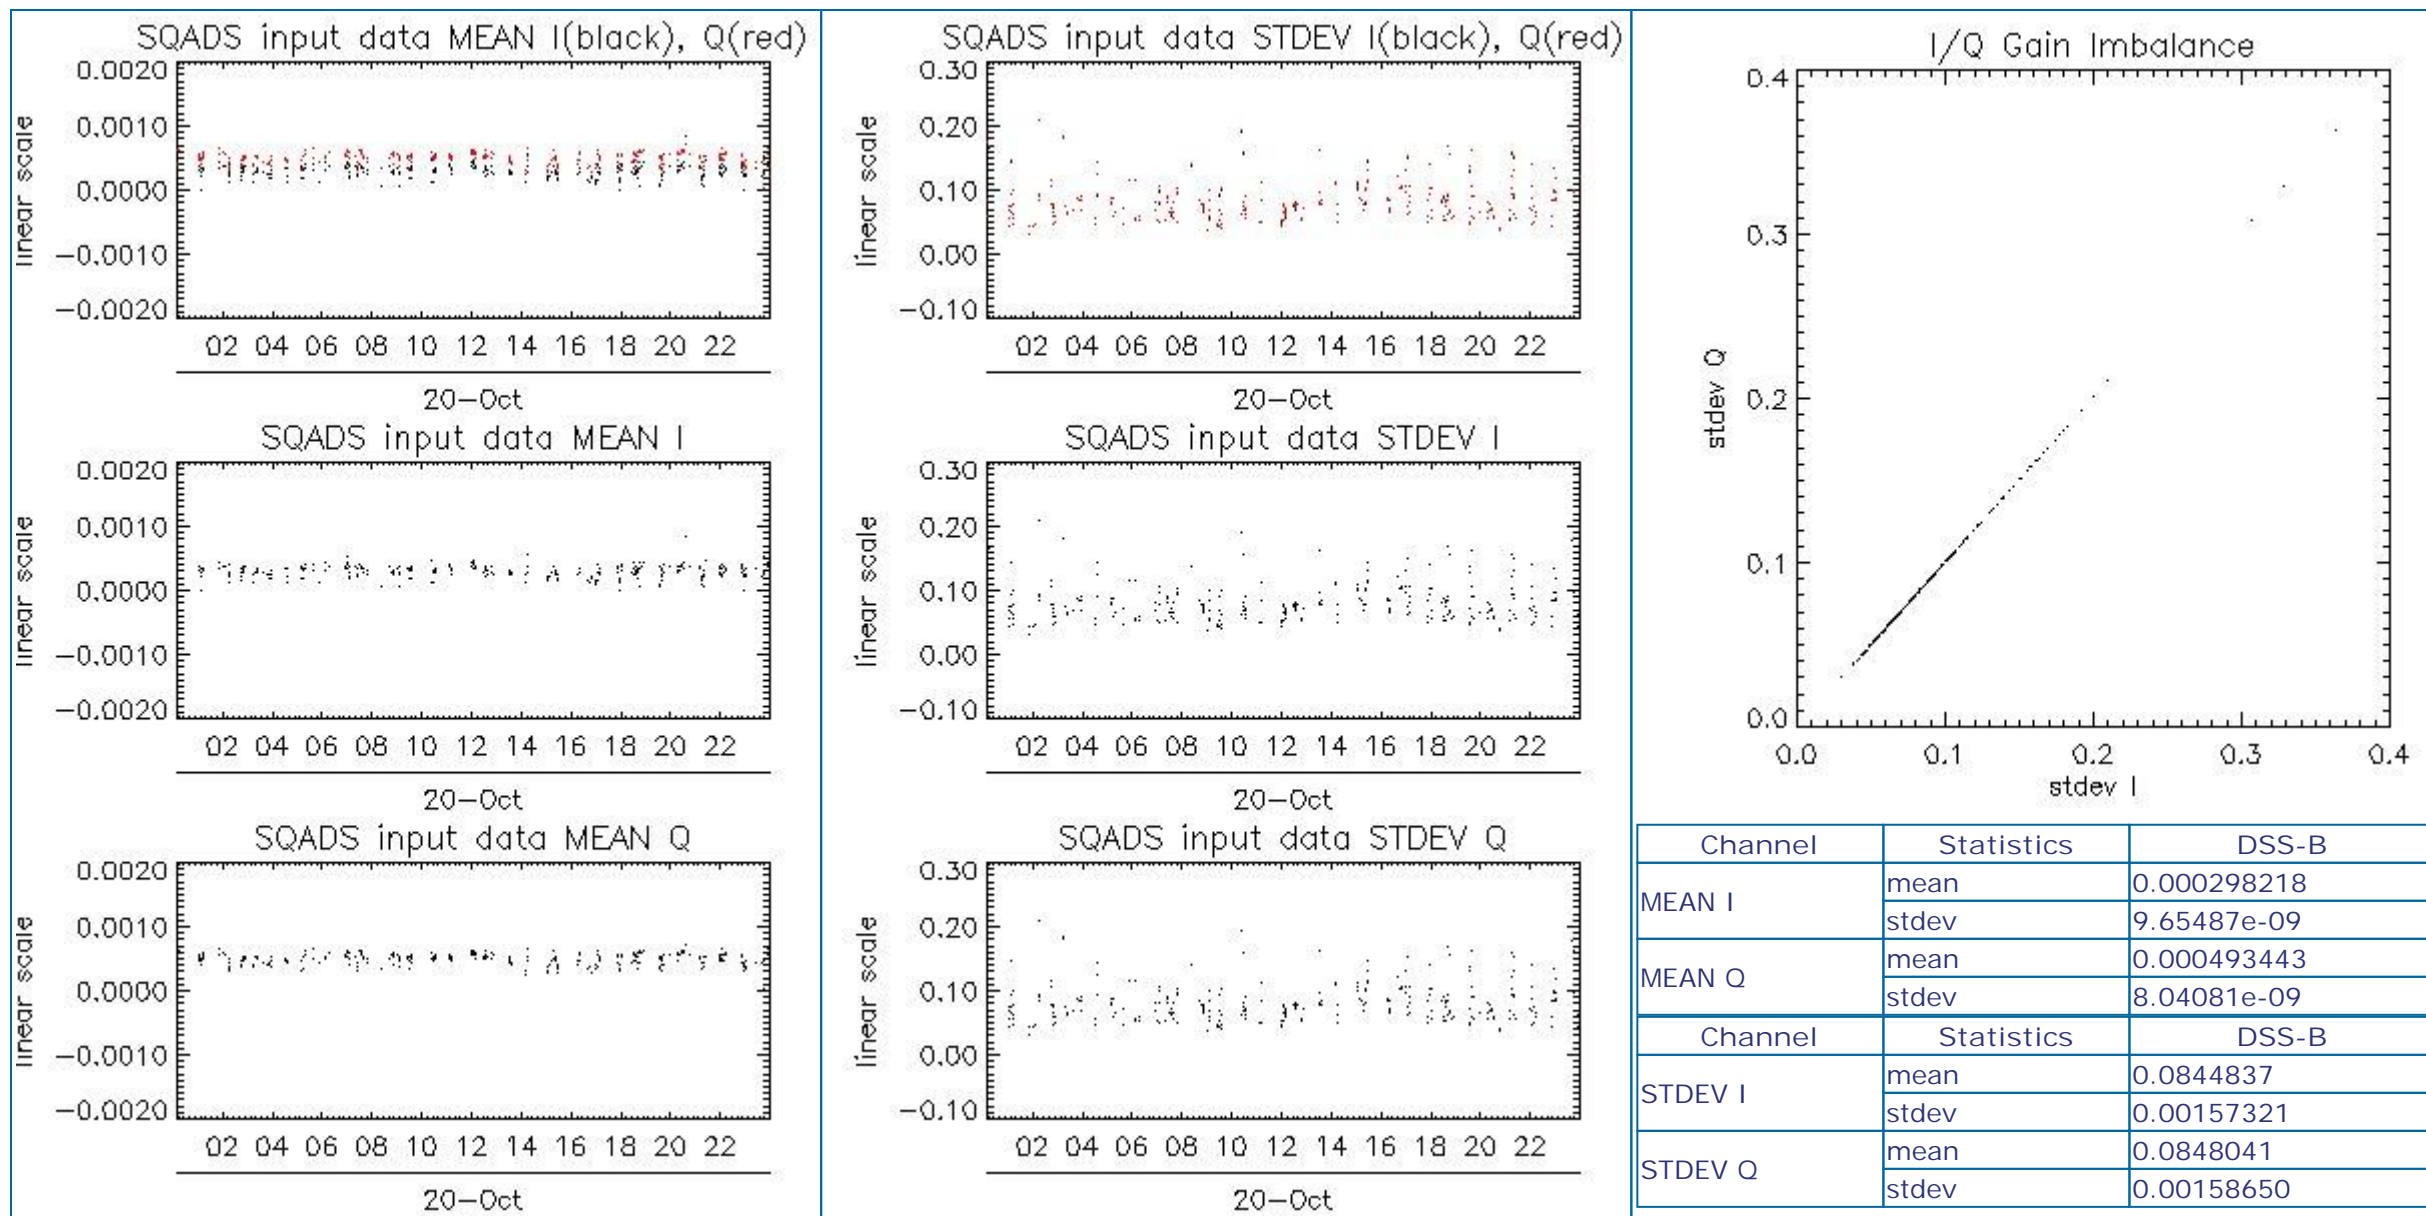 SQADS input data MEAN I(black), Q(red)
linear scale
0.0020
0.0010
0.0000
−0.0010
−0.0020
02 04 06 08 10 12 14 16 18 20 22
20−Oct
SQADS input data MEAN I
linear scale
0.0020
0.0010
0.0000
−0.0010
−0.0020
02 04 06 08 10 12 14 16 18 20 22
20−Oct
SQADS input data MEAN Q
linear scale
0.0020
0.0010
0.0000
−0.0010
−0.0020
02 04 06 08 10 12 14 16 18 20 22
20−Oct
SQADS input data STDEV I(black), Q(red)
linear scale
0.30
0.20
0.10
0.00
−0.10
02 04 06 08 10 12 14 16 18 20 22
20−Oct
SQADS input data STDEV I
linear scale
0.30
0.20
0.10
0.00
−0.10
02 04 06 08 10 12 14 16 18 20 22
20−Oct
SQADS input data STDEV Q
linear scale
0.30
0.20
0.10
0.00
−0.10
02 04 06 08 10 12 14 16 18 20 22
20−Oct
I/Q Gain Imbalance
stdev Q
0.4
0.3
0.2
0.1
0.0
0.0 0.1 0.2 0.3 0.4
stdev I
Channel Statistics DSS-B
MEAN I
mean 0.000298218
stdev 9.65487e-09
MEAN Q
mean 0.000493443
stdev 8.04081e-09
Channel Statistics DSS-B
STDEV I
mean 0.0844837
stdev 0.00157321
STDEV Q
mean 0.0848041
stdev 0.00158650